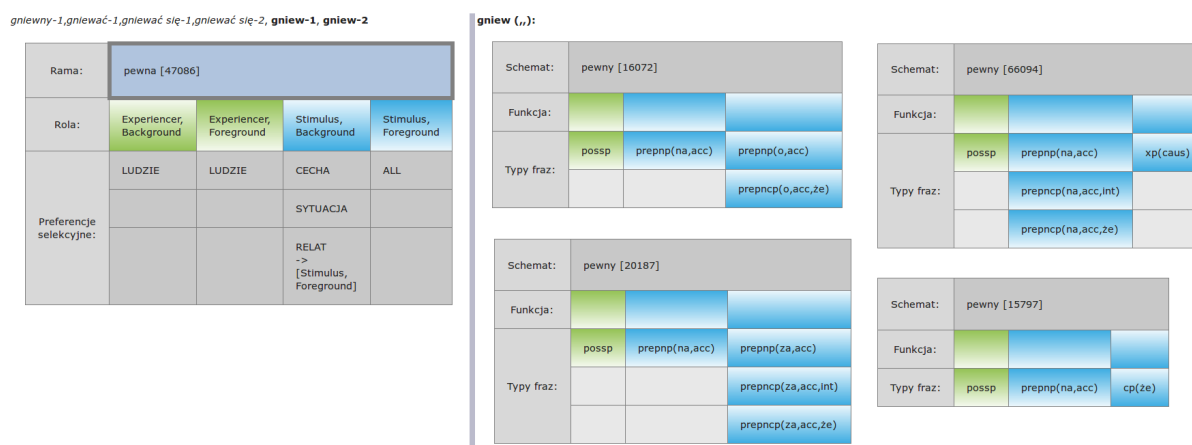 gniewny-1,gniewać-1,gniewać się-1,gniewać się-2, gniew-1, gniew-2
Rama: pewna [47086]
Rola: Experiencer, Background Experiencer, Foreground Stimulus, Background Stimulus, Foreground
Preferencje selekcyjne:
LUDZIE LUDZIE CECHA ALL
SYTUACJA
RELAT
->
[Stimulus,
Foreground]
gniew (,,):
Schemat: pewny [16072]
Funkcja:
Typy fraz: possp prepnp(na,acc) prepnp(o,acc)
prepncp(o,acc,że)
Schemat: pewny [20187]
Funkcja:
Typy fraz: possp prepnp(na,acc) prepnp(za,acc)
prepncp(za,acc,int)
prepncp(za,acc,że)
Schemat: pewny [66094]
Funkcja:
Typy fraz: possp prepnp(na,acc) xp(caus)
prepncp(na,acc,int)
prepncp(na,acc,że)
Schemat: pewny [15797]
Funkcja:
Typy fraz: possp prepnp(na,acc) cp(że)